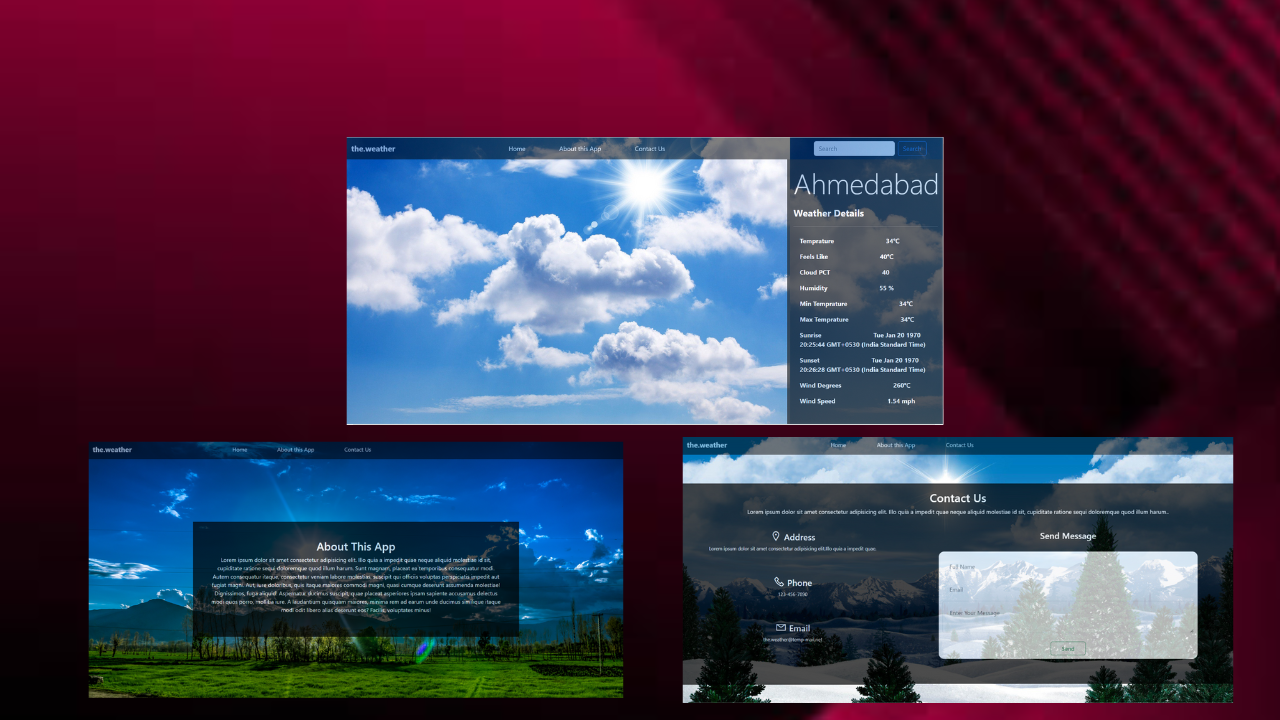 the.weather
Home About this App Contact Us
Search Search
Ahmedabad
Weather Details
Temprature 34°C
Feels Like 40°C
Cloud PCT 40
Humidity 55 %
Min Temprature 34°C
Max Temprature 34°C
Sunrise Tue Jan 20 1970
20:25:44 GMT+0530 (India Standard Time)
Sunset Tue Jan 20 1970
20:26:28 GMT+0530 (India Standard Time)
Wind Degrees 260°C
Wind Speed 1.54 mph
the.weather
Home About this App Contact Us
About This App
Lorem ipsum dolor sit amet consectetur adipisicing elit. Illo quis a impedit quae neque aliquid molestiae id sit,
cupiditate ratione sequi doloremque quod illum harum. Sunt magnam, placeat ea temporibus consequatur modi.
Autem consequatur itaque, consectetur veniam labore molestias suscipit qui officiis voluptas perspiciatis impedit aut
fugiat magni. Aut, iure doloribus, quis itaque maiores commodi magni, quasi cumque deserunt assumenda molestiae!
Dignissimos, fuga aliquid! Aspernatur ducimus suscipit, quae placeat asperiores ipsam sapiente accusamus delectus
modi quos porro, mollitia iure. A laudantium quisquam maiores, minima rem ad earum unde ducimus similique itaque
modi odit libero alias deserunt eos? Facilis, voluptates minus!
the.weather
Home About this App Contact Us
Contact Us
Lorem ipsum dolor sit amet consectetur adipisicing elit. Illo quis a impedit quae neque aliquid molestiae id sit, cupiditate ratione sequi doloremque quod illum harum..
Address
Lorem ipsum dolor sit amet consectetur adipisicing elit.Illo quis a impedit quae.
Phone
123-456-7890
Email
the.weather@temp-mail.net
Send Message
Full Name
Email
Enter Your Message
Send